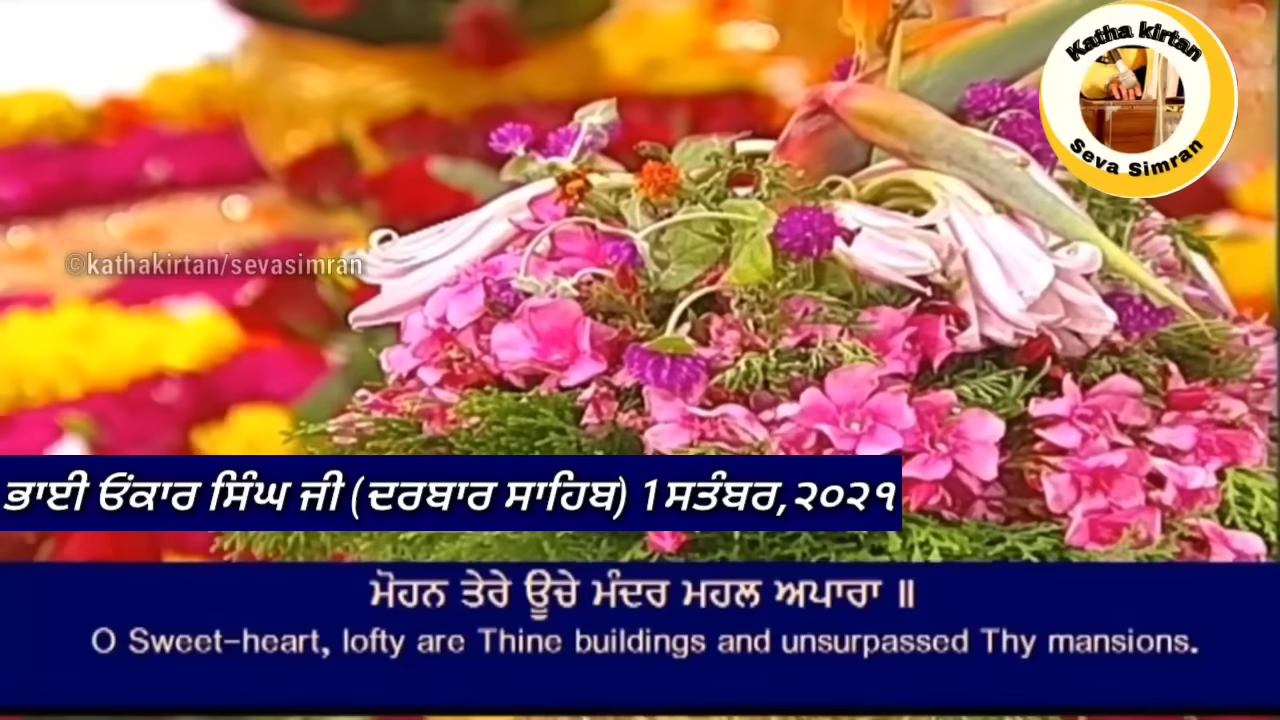 Katha kirtan
Seva Simran
©kathakirtan/sevasimran
ਭਾਈ ਓਂਕਾਰ ਸਿੰਘ ਜੀ (ਦਰਬਾਰ ਸਾਹਿਬ) 1 ਸਤੰਬਰ,੨੦੨੧
ਮੋਹਨ ਤੇਰੇ ਊਚੇ ਮੰਦਰ ਮਹਲ ਅਪਾਰਾ ॥
O Sweet-heart, lofty are Thine buildings and unsurpassed Thy mansions.